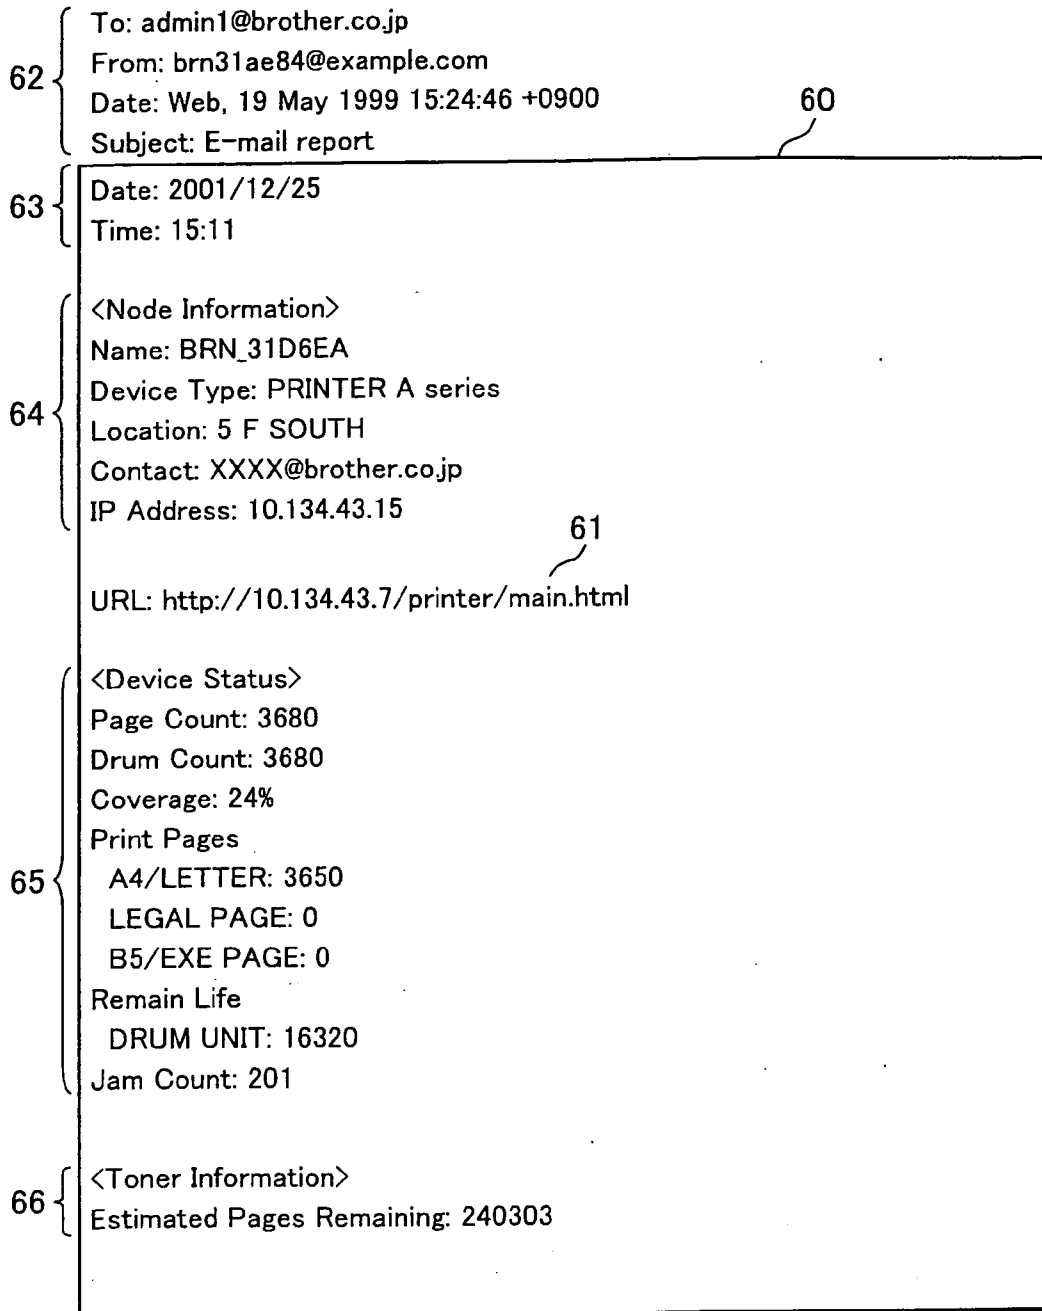 To: admin1@brother.co.jp
From: brn31ae84@example.com
62
Date: Web, 19 May 1999 15:24:46 +0900
60
Subject: E-mail report
Date: 2001/12/25
63
Time: 15:11
<Node Information>
Name: BRN_31D6EA
Device Type: PRINTER A series
64
Location: 5 F SOUTH
Contact: XXXX@brother.co.jp
IP Address: 10.134.43.15
61
URL: http://10.134.43.7/printer/main.html
<Device Status>
Page Count: 3680
Drum Count: 3680
Coverage: 24%
Print Pages
65
A4/LETTER: 3650
LEGAL PAGE: 0
B5/EXE PAGE: 0
Remain Life
DRUM UNIT: 16320
Jam Count: 201
<Toner Information>
66
Estimated Pages Remaining: 240303